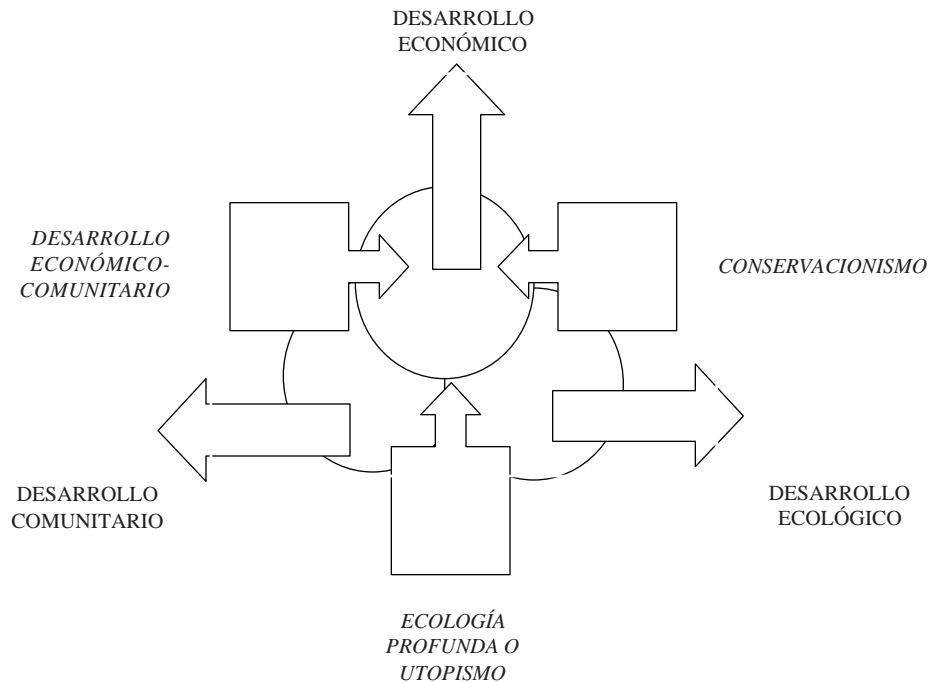 DESARROLLO
ECONÓMICO
DESARROLLO
ECONÓMICO-
COMUNITARIO
CONSERVACIONISMO
DESARROLLO
COMUNITARIO
DESARROLLO
ECOLÓGICO
ECOLOGÍA
PROFUNDA O
UTOPISMO